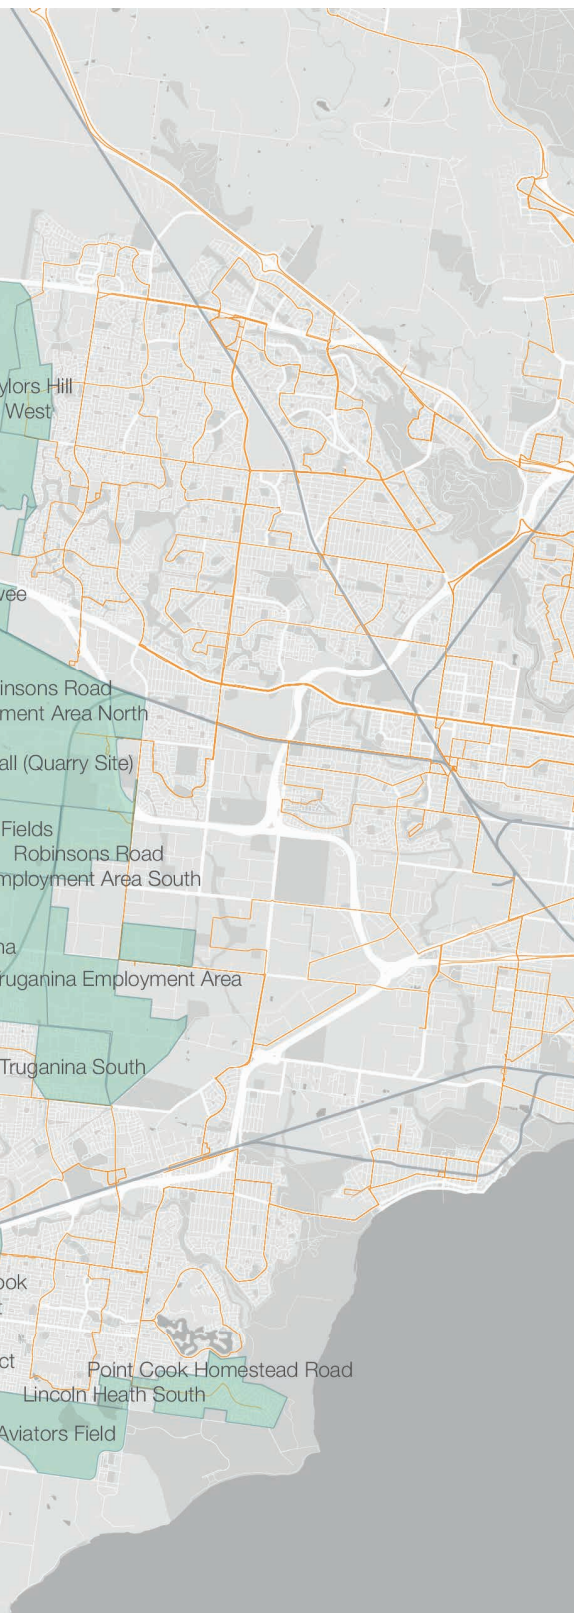 ylors Hill
West
vee
insons Road
ment Area North
all (Quarry Site)
Fields
Robinsons Road
mployment Area South
na
ruganina Employment Area
Truganina South
ook
t
ct
Point Cook Homestead Road
Lincoln Heath South
Aviators Field